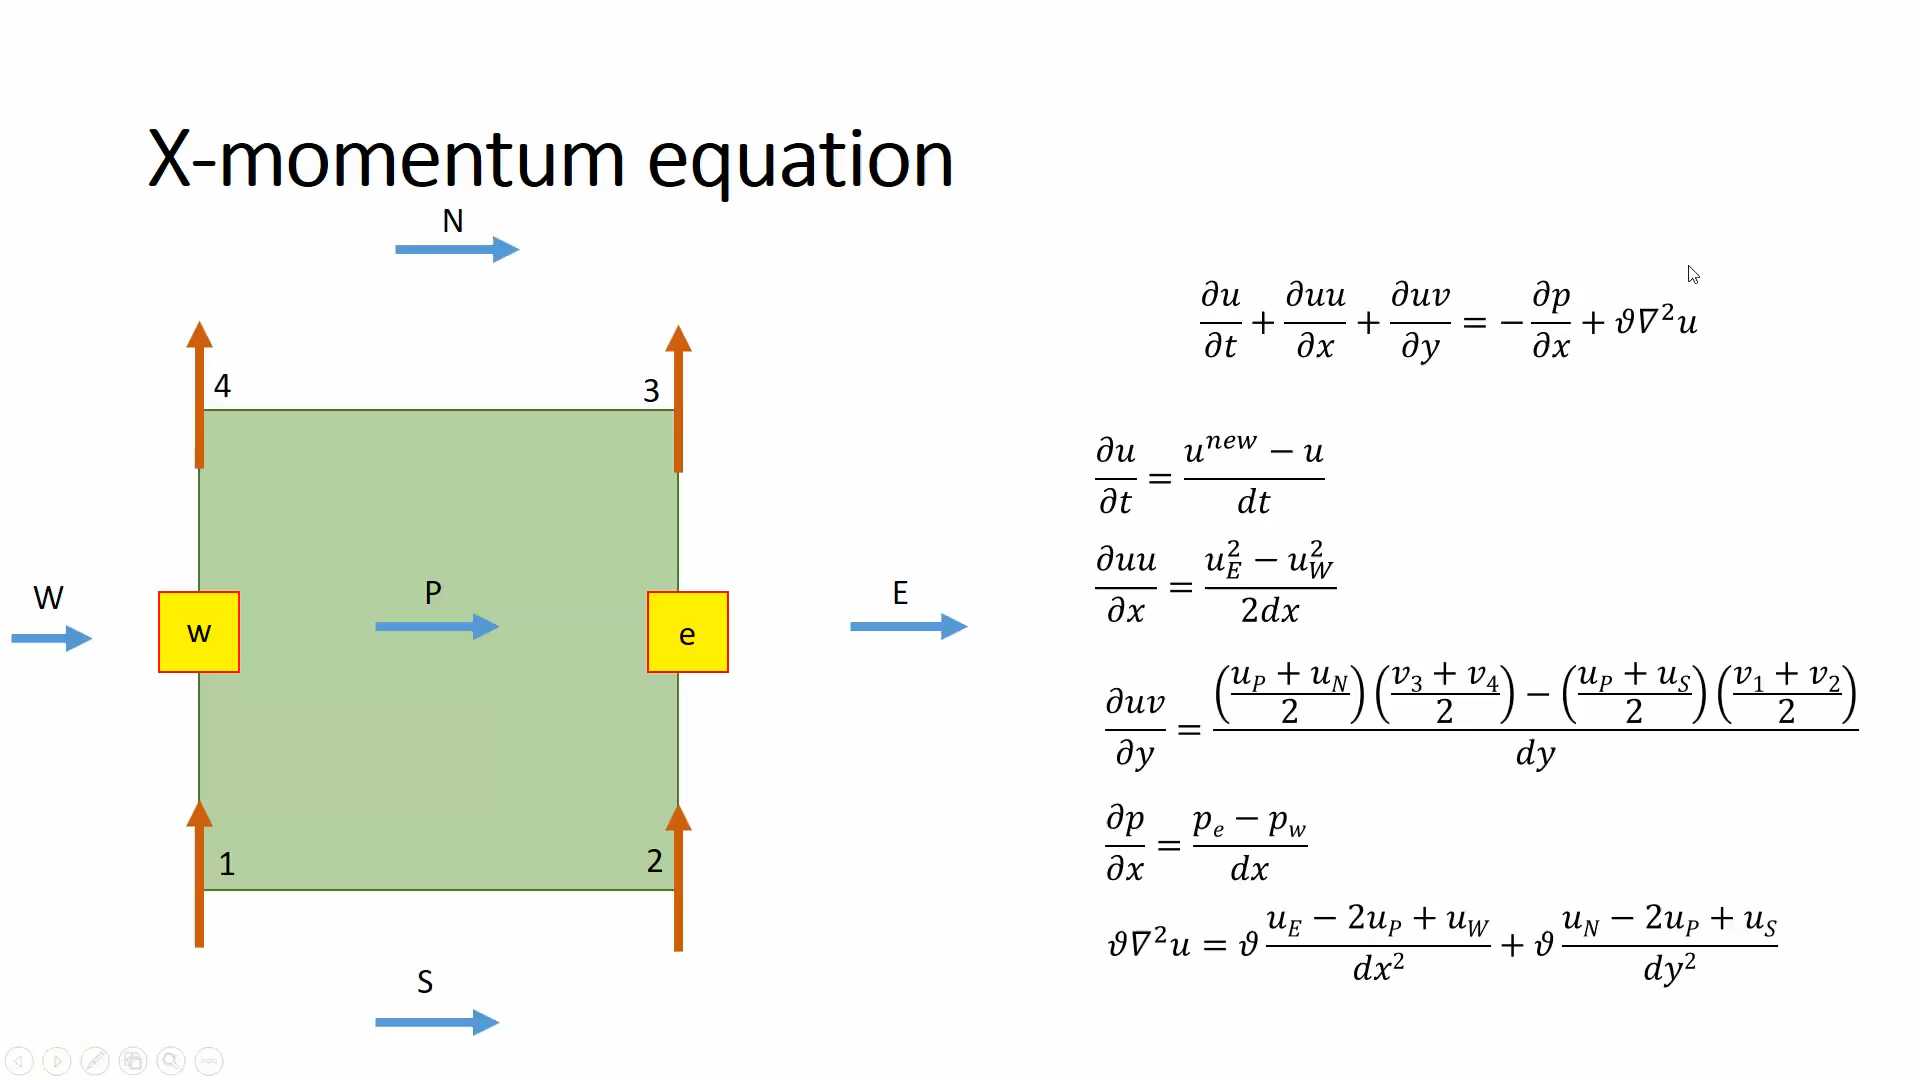 X-momentum equation
N
4
3
W
w
P
e
E
1
2
S
∂u/∂t + ∂uu/∂x + ∂uv/∂y = −∂p/∂x + ϑ∇²u
∂u/∂t = (u^new − u)/dt
∂uu/∂x = (u_E² − u_W²)/2dx
∂uv/∂y = (((u_P + u_N)/2)((v_3 + v_4)/2) − ((u_P + u_S)/2)((v_1 + v_2)/2))/dy
∂p/∂x = (p_e − p_w)/dx
ϑ∇²u = ϑ (u_E − 2u_P + u_W)/dx² + ϑ (u_N − 2u_P + u_S)/dy²